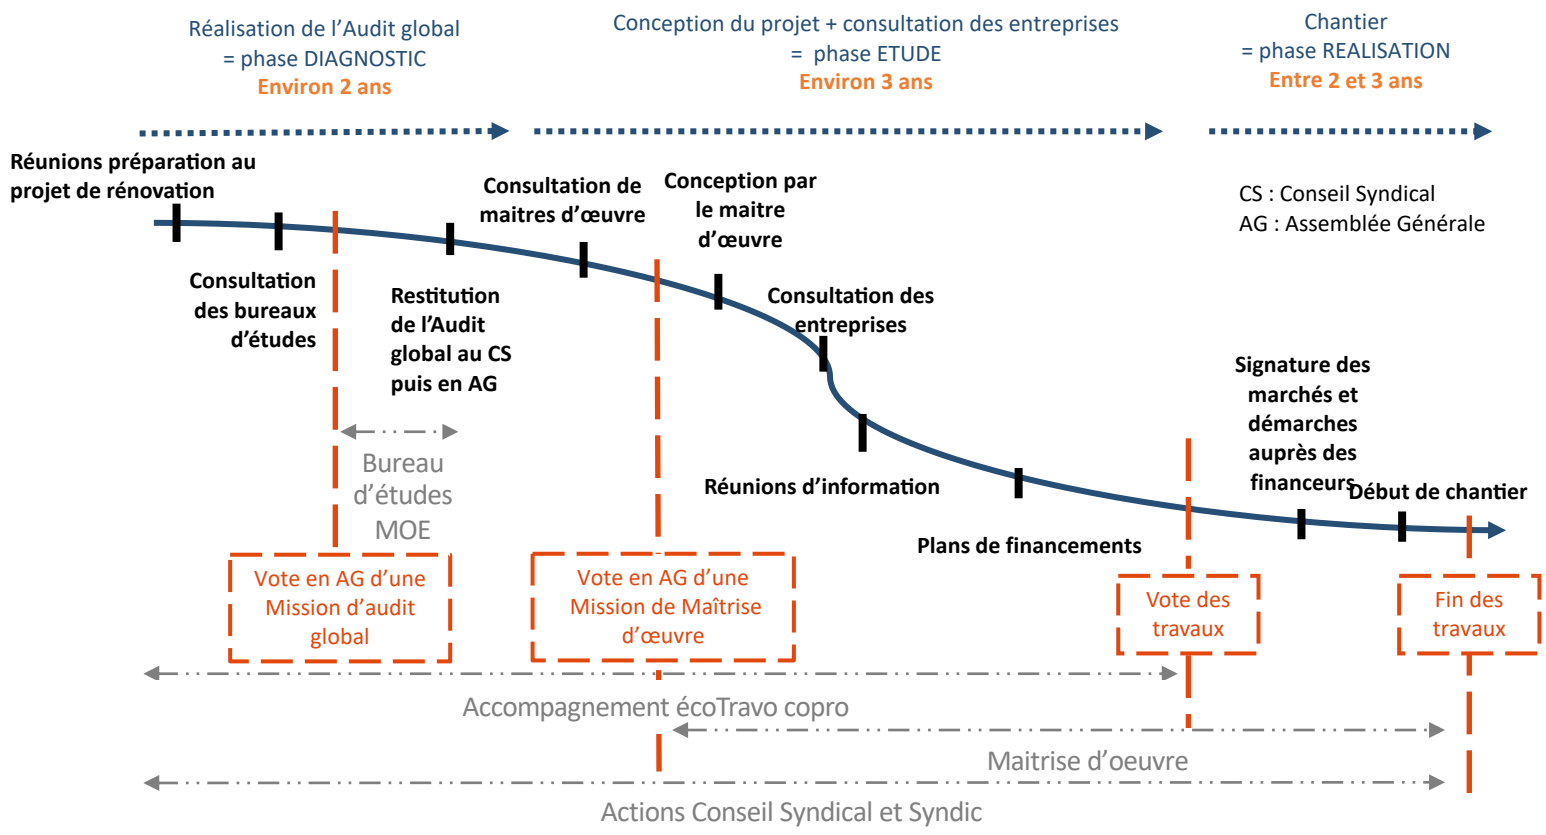 Réalisation de l’Audit global
= phase DIAGNOSTIC
Environ 2 ans
Conception du projet + consultation des entreprises
= phase ETUDE
Environ 3 ans
Chantier
= phase REALISATION
Entre 2 et 3 ans
Réunions préparation au
projet de rénovation
Consultation de
maitres d’œuvre
Conception par
le maitre
d’œuvre
CS : Conseil Syndical
AG : Assemblée Générale
Consultation
des bureaux
d’études
Restitution
de l’Audit
global au CS
puis en AG
Consultation des
entreprises
Signature des
marchés et
démarches
auprès des
financeurs
Bureau
d’études
MOE
Réunions d’information
Début de chantier
Plans de financements
Vote en AG d’une
Mission d’audit
global
Vote en AG d’une
Mission de Maîtrise
d’œuvre
Vote des
travaux
Fin des
travaux
Accompagnement écoTravo copro
Maitrise d’oeuvre
Actions Conseil Syndical et Syndic